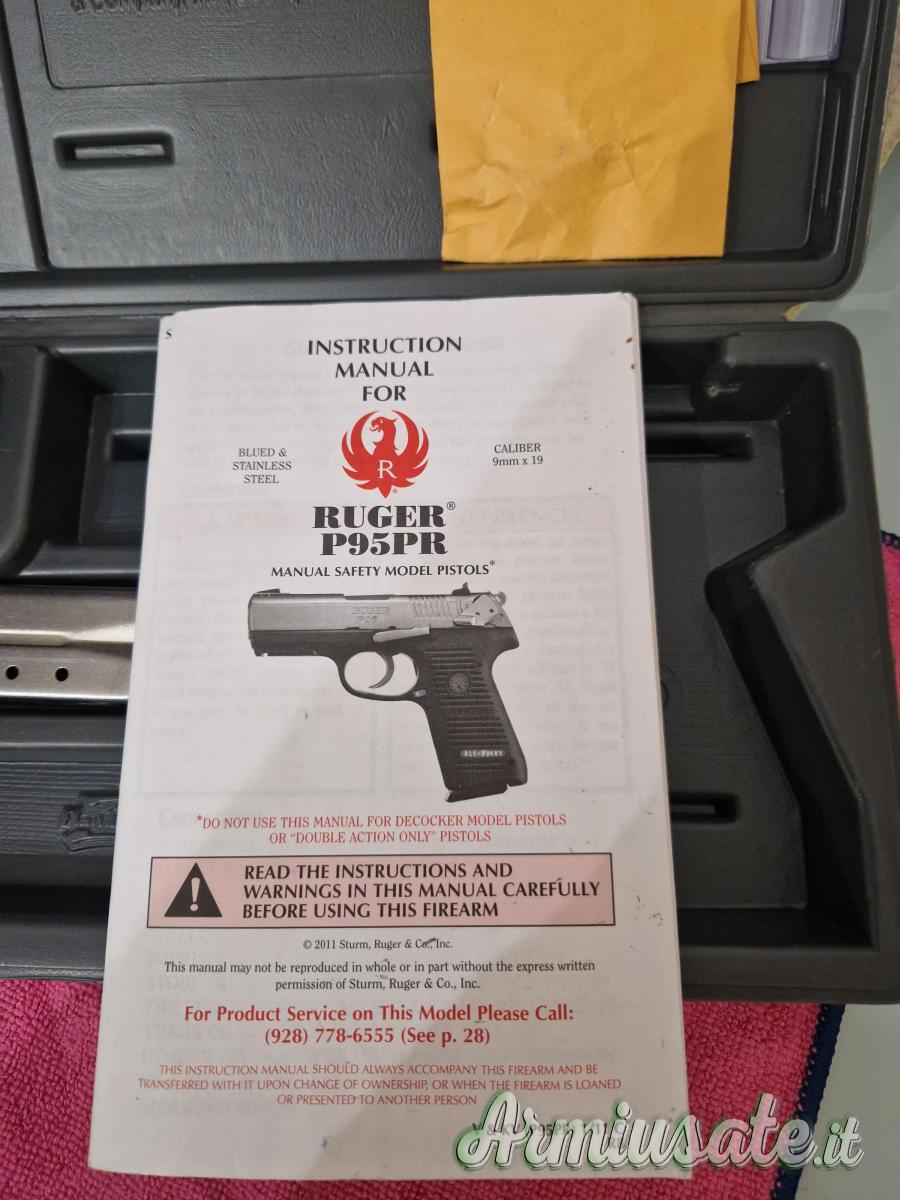 S
INSTRUCTION
MANUAL
FOR
BLUED &
STAINLESS
STEEL
R
CALIBER
9mm x 19
RUGER®
P95PR
MANUAL SAFETY MODEL PISTOLS*
RUGER
P95
*DO NOT USE THIS MANUAL FOR DECOCKER MODEL PISTOLS
OR "DOUBLE ACTION ONLY" PISTOLS
READ THE INSTRUCTIONS AND
WARNINGS IN THIS MANUAL CAREFULLY
BEFORE USING THIS FIREARM
© 2011 Sturm, Ruger & Co., Inc.
This manual may not be reproduced in whole or in part without the express written
permission of Sturm, Ruger & Co., Inc.
For Product Service on This Model Please Call:
(928) 778-6555 (See p. 28)
THIS INSTRUCTION MANUAL SHOULD ALWAYS ACCOMPANY THIS FIREARM AND BE
TRANSFERRED WITH IT UPON CHANGE OF OWNERSHIP, OR WHEN THE FIREARM IS LOANED
OR PRESENTED TO ANOTHER PERSON
P95PR
Armiusate.it